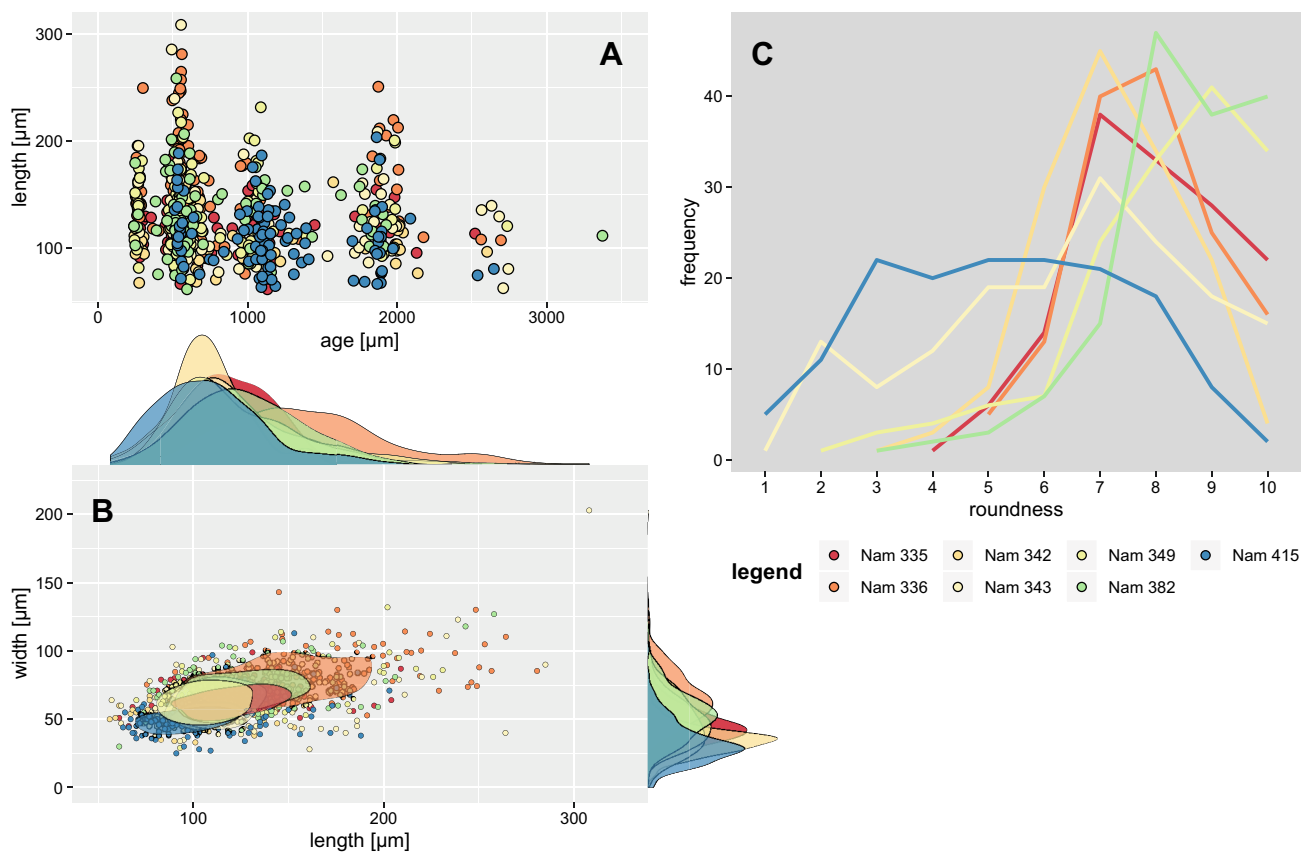 A
300
200
100
length [µm]
0 1000 2000 3000
age [µm]
B
200
150
100
50
0
width [µm]
100 200 300
length [µm]
C
40
30
20
10
0
frequency
1 2 3 4 5 6 7 8 9 10
roundness
legend
Nam 335 Nam 342 Nam 349 Nam 415
Nam 336 Nam 343 Nam 382